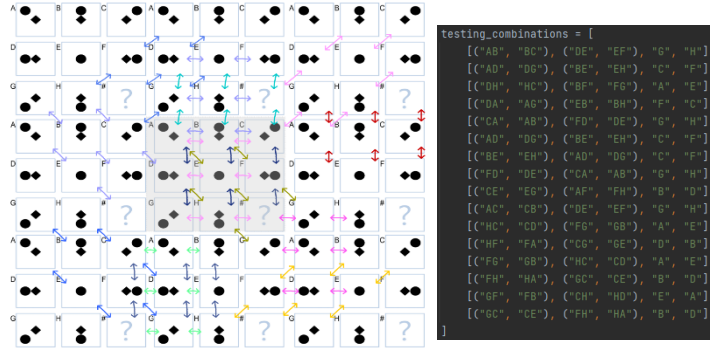 A B C A B C A B C
D E F D E F D E F
G H # ? G H # ? G H # ?
A B C A B C A B C
D E F D E F D E F
G H # ? G H # ? G H # ?
A B C A B C A B C
D E F D E F D E F
G H # ? G H # ? G H # ?
testing_combinations = [
[("AB", "BC"), ("DE", "EF"), "G", "H"]
[("AD", "DG"), ("BE", "EH"), "C", "F"]
[("DH", "HC"), ("BF", "FG"), "A", "E"]
[("DA", "AG"), ("EB", "BH"), "F", "C"]
[("CA", "AB"), ("FD", "DE"), "G", "H"]
[("AD", "DG"), ("BE", "EH"), "C", "F"]
[("BE", "EH"), ("AD", "DG"), "C", "F"]
[("FD", "DE"), ("CA", "AB"), "G", "H"]
[("CE", "EG"), ("AF", "FH"), "B", "D"]
[("AC", "CB"), ("DE", "EF"), "G", "H"]
[("HC", "CD"), ("FG", "GB"), "A", "E"]
[("HF", "FA"), ("CG", "GE"), "D", "B"]
[("FG", "GB"), ("HC", "CD"), "A", "E"]
[("FH", "HA"), ("GC", "CE"), "B", "D"]
[("GF", "FB"), ("CH", "HD"), "E", "A"]
[("GC", "CE"), ("FH", "HA"), "B", "D"]
]